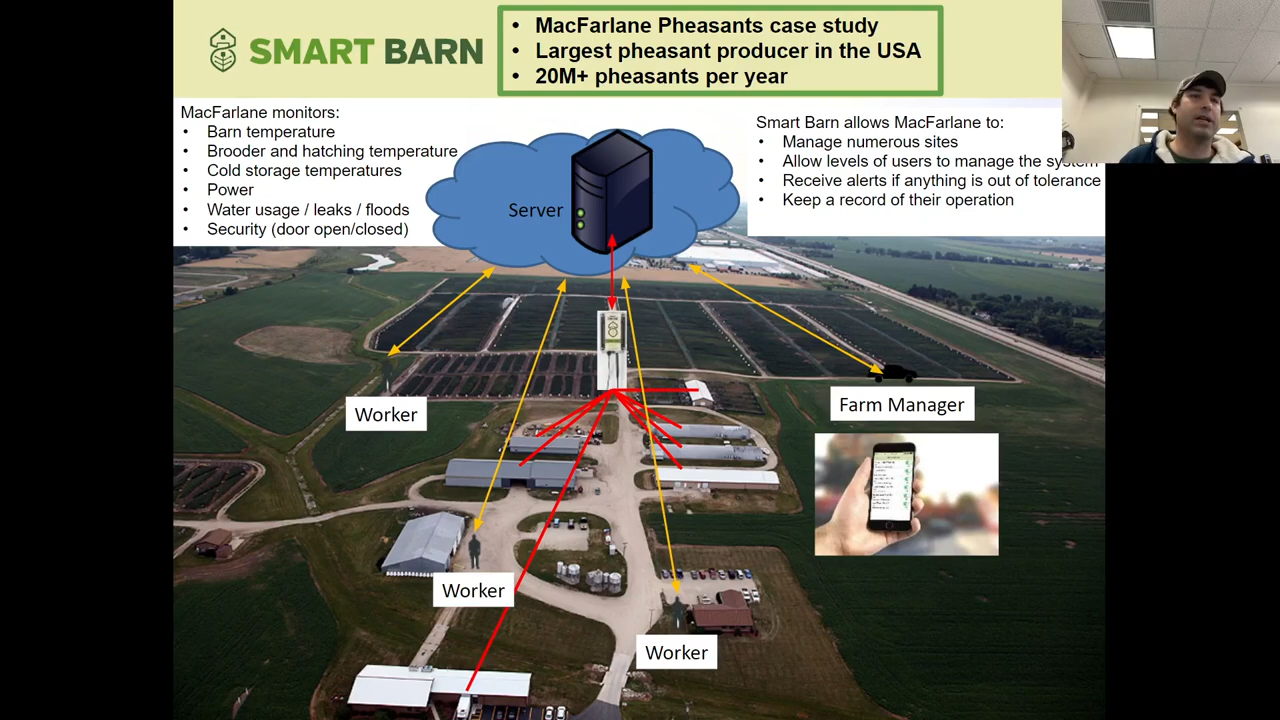 SMART BARN
• MacFarlane Pheasants case study
• Largest pheasant producer in the USA
• 20M+ pheasants per year
MacFarlane monitors:
• Barn temperature
• Brooder and hatching temperature
• Cold storage temperatures
• Power
• Water usage / leaks / floods
• Security (door open/closed)
Smart Barn allows MacFarlane to:
• Manage numerous sites
• Allow levels of users to manage the system
• Receive alerts if anything is out of tolerance
• Keep a record of their operation
Server
Worker
Farm Manager
Worker
Worker